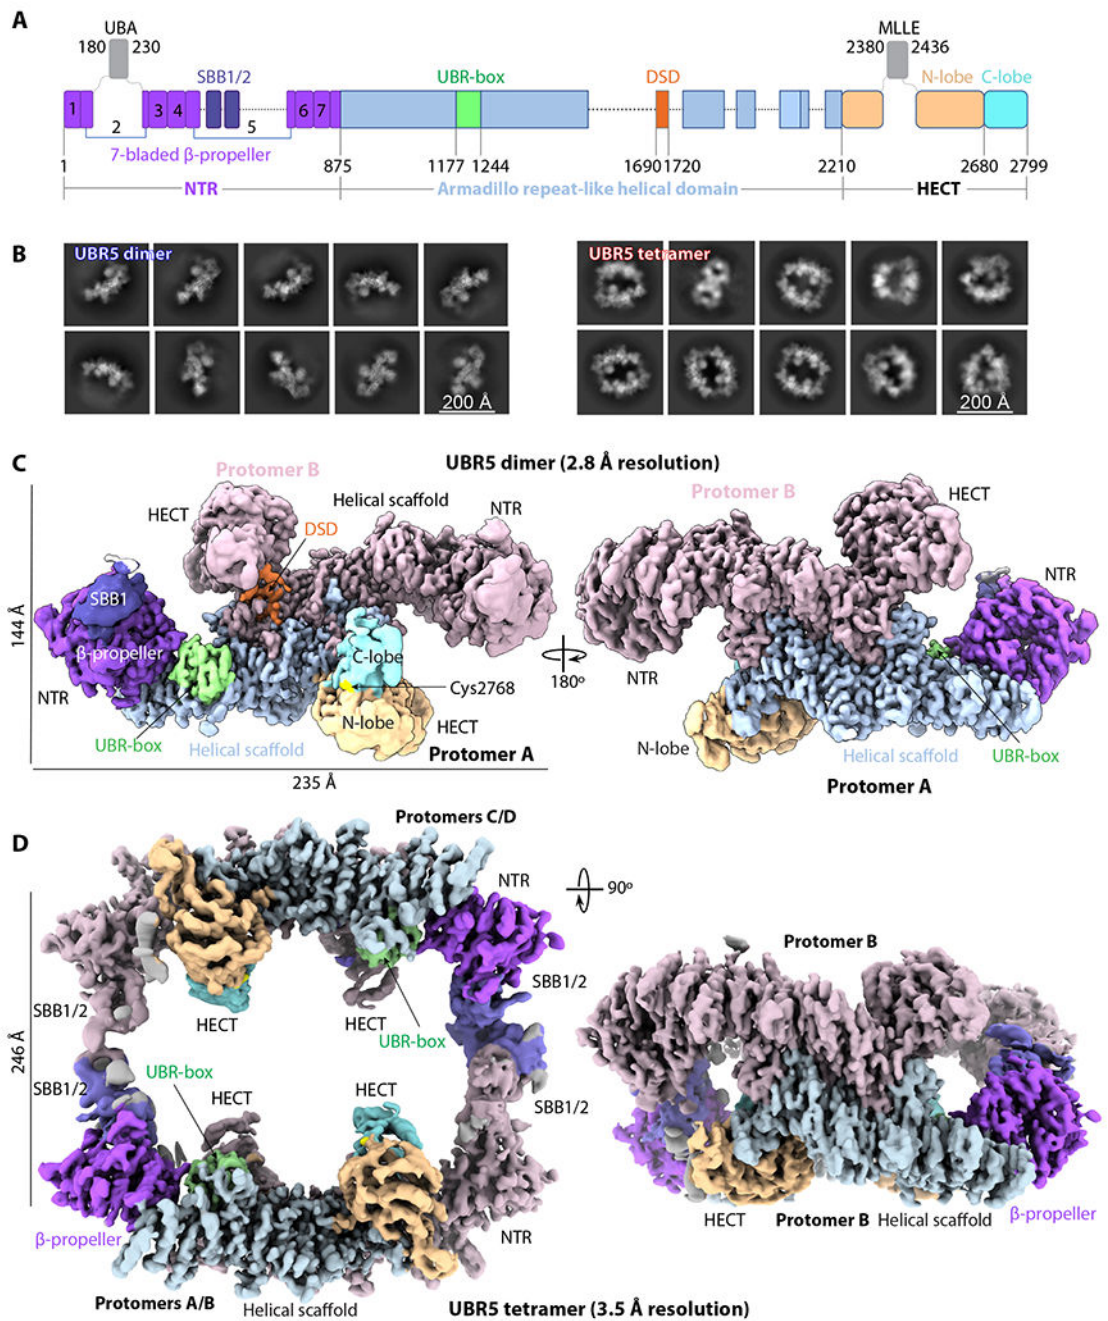 A
UBA
180 230
MLLE
2380 2436
SBB1/2
UBR-box
DSD
N-lobe C-lobe
1 2 3 4 5 6 7
7-bladed β-propeller
1 875 1177 1244 1690 1720 2210 2680 2799
NTR Armadillo repeat-like helical domain HECT
B
UBR5 dimer
200 Å
UBR5 tetramer
200 Å
C
UBR5 dimer (2.8 Å resolution)
Protomer B
HECT
Helical scaffold
NTR
DSD
SBB1
β-propeller
NTR
144 Å
C-lobe
Cys2768
N-lobe
HECT
UBR-box
Helical scaffold
Protomer A
235 Å
180º
Protomer B
HECT
NTR
NTR
N-lobe
Helical scaffold
UBR-box
Protomer A
D
Protomers C/D
NTR
90º
SBB1/2
SBB1/2
HECT
HECT
UBR-box
246 Å
SBB1/2
UBR-box
HECT
HECT
SBB1/2
β-propeller
NTR
Protomers A/B
Helical scaffold
Protomer B
HECT
Protomer B
Helical scaffold
β-propeller
UBR5 tetramer (3.5 Å resolution)